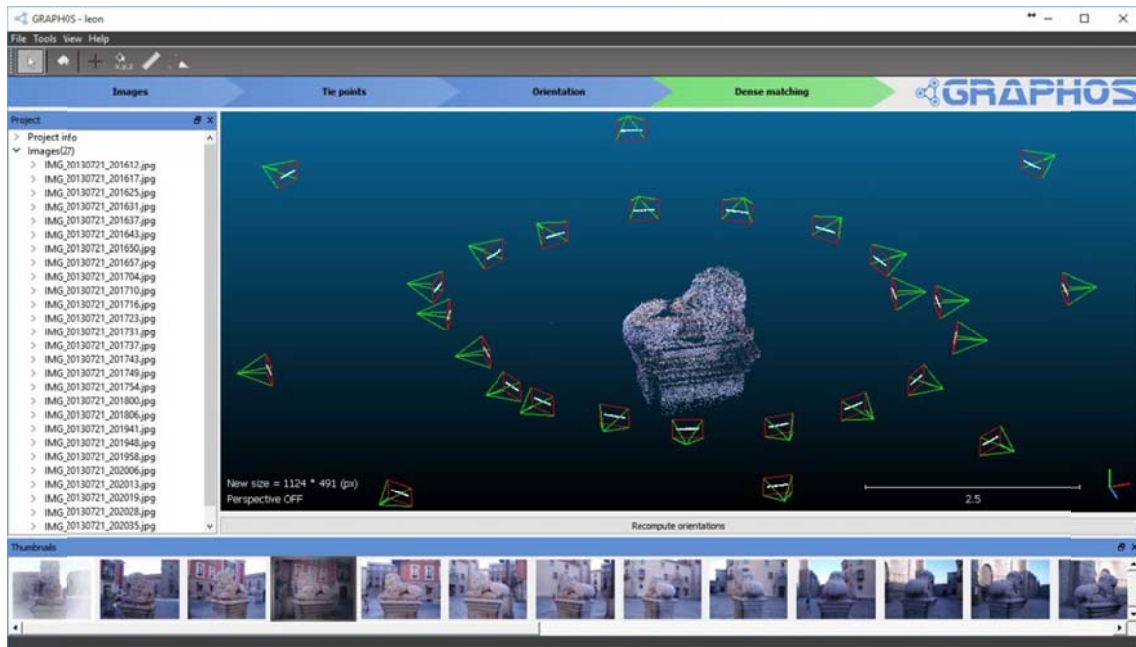 GRAPHOS - leon
File Tools View Help
X,Y,Z
Images
Tie points
Orientation
Dense matching
GRAPHOS
Project
Project info
Images(27)
IMG_20130721_201612.jpg
IMG_20130721_201617.jpg
IMG_20130721_201625.jpg
IMG_20130721_201631.jpg
IMG_20130721_201637.jpg
IMG_20130721_201643.jpg
IMG_20130721_201650.jpg
IMG_20130721_201657.jpg
IMG_20130721_201704.jpg
IMG_20130721_201710.jpg
IMG_20130721_201716.jpg
IMG_20130721_201723.jpg
IMG_20130721_201731.jpg
IMG_20130721_201737.jpg
IMG_20130721_201743.jpg
IMG_20130721_201749.jpg
IMG_20130721_201754.jpg
IMG_20130721_201800.jpg
IMG_20130721_201806.jpg
IMG_20130721_201941.jpg
IMG_20130721_201948.jpg
IMG_20130721_201958.jpg
IMG_20130721_202006.jpg
IMG_20130721_202013.jpg
IMG_20130721_202019.jpg
IMG_20130721_202028.jpg
IMG_20130721_202035.jpg
New size = 1124 * 491 (px)
Perspective OFF
2.5
Recompute orientations
Thumbnails